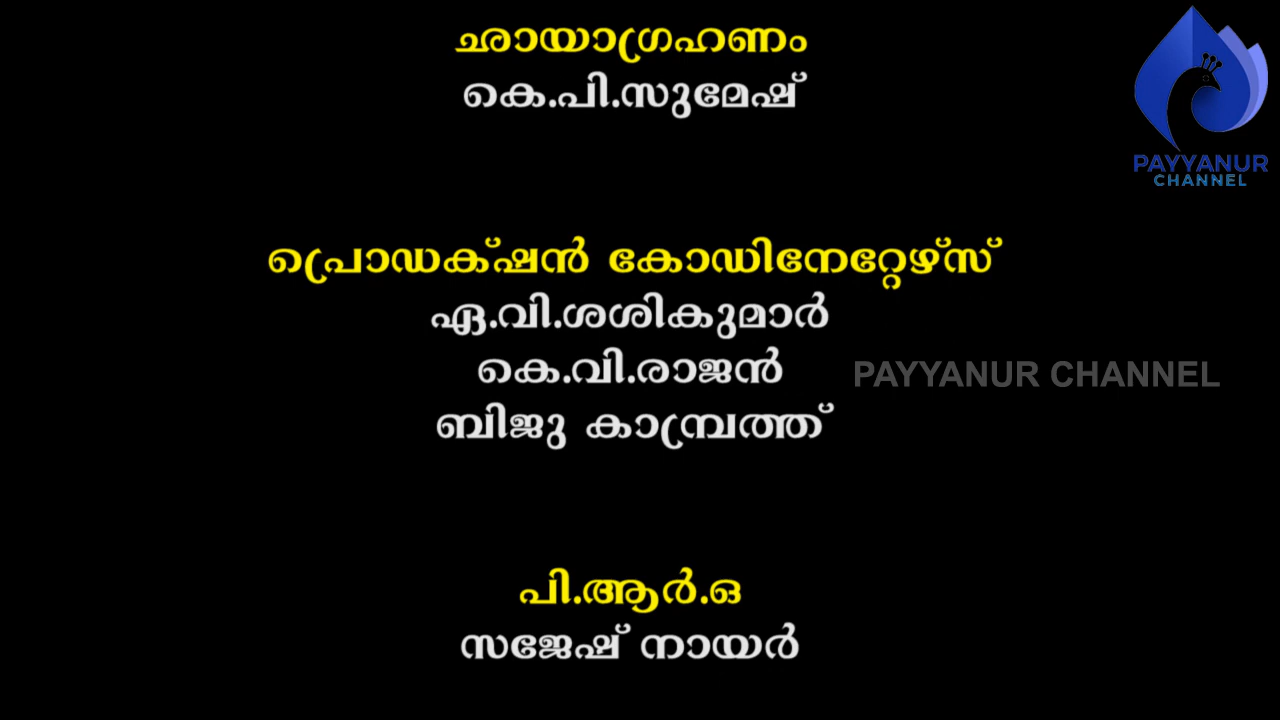 ഛായാഗ്രഹണം
കെ.പി.സുമേഷ്
PAYYANUR
CHANNEL
പ്രൊഡക്ഷൻ കോഡിനേറ്റേഴ്സ്
ഏ.വി.ശശികുമാർ
കെ.വി.രാജൻ
PAYYANUR CHANNEL
ബിജു കാമ്പ്രത്ത്
പി.ആർ.ഒ
സജേഷ് നായർ